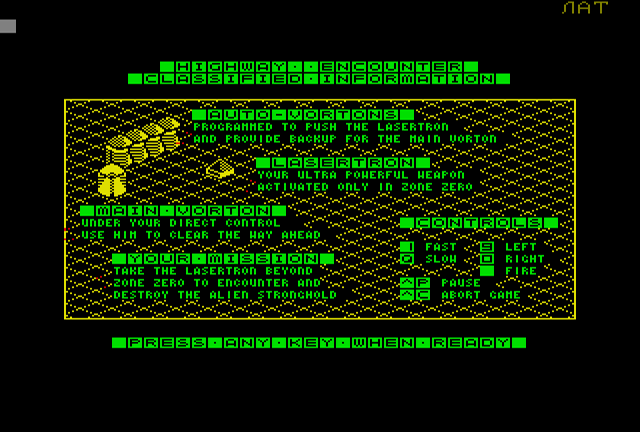 ЛАТ
HIGHWAY·ENCOUNTER
CLASSIFIED·INFORMATION
AUTO-VORTONS
PROGRAMMED TO PUSH THE LASERTRON
AND PROVIDE BACKUP FOR THE MAIN VORTON
LASERTRON
YOUR ULTRA POWERFUL WEAPON
ACTIVATED ONLY IN ZONE ZERO
MAIN·VORTON
UNDER YOUR DIRECT CONTROL
USE HIM TO CLEAR THE WAY AHEAD
YOUR·MISSION
TAKE THE LASERTRON BEYOND
ZONE ZERO TO ENCOUNTER AND
DESTROY THE ALIEN STRONGHOLD
CONTROLS
FAST 9 LEFT
SLOW 0 RIGHT
FIRE
^P PAUSE
^C ABORT GAME
PRESS·ANY·KEY·WHEN·READY